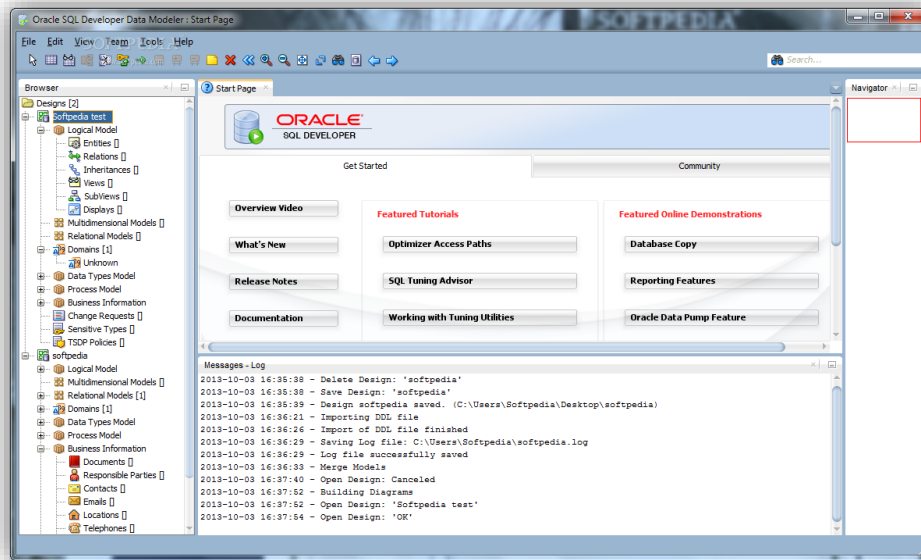 Oracle SQL Developer Data Modeler : Start Page
SOFTPEDIA
File Edit View Team Tools Help
SOFTPEDIA
Search...
Browser
Designs [2]
Softpedia test
Logical Model
Entities []
Relations []
Inheritances []
Views []
SubViews []
Displays []
Multidimensional Models []
Relational Models []
Domains [1]
Unknown
Data Types Model
Process Model
Business Information
Change Requests []
Sensitive Types []
TSDP Policies []
softpedia
Logical Model
Multidimensional Models []
Relational Models [1]
Domains [1]
Data Types Model
Process Model
Business Information
Documents []
Responsible Parties []
Contacts []
Emails []
Locations []
Telephones []
Start Page
ORACLE
SQL DEVELOPER
Get Started Community
Overview Video
What's New
Release Notes
Documentation
Featured Tutorials
Optimizer Access Paths
SQL Tuning Advisor
Working with Tuning Utilities
Featured Online Demonstrations
Database Copy
Reporting Features
Oracle Data Pump Feature
Messages - Log
2013-10-03 16:35:38 - Delete Design: 'softpedia'
2013-10-03 16:35:38 - Save Design: 'softpedia'
2013-10-03 16:35:39 - Design softpedia saved. (C:\Users\Softpedia\Desktop\softpedia)
2013-10-03 16:36:21 - Importing DDL file
2013-10-03 16:36:26 - Import of DDL file finished
2013-10-03 16:36:29 - Saving Log file: C:\Users\Softpedia\softpedia.log
2013-10-03 16:36:29 - Log file successfully saved
2013-10-03 16:36:33 - Merge Models
2013-10-03 16:37:40 - Open Design: Canceled
2013-10-03 16:37:52 - Building Diagrams
2013-10-03 16:37:52 - Open Design: 'Softpedia test'
2013-10-03 16:37:54 - Open Design: 'OK'
Navigator